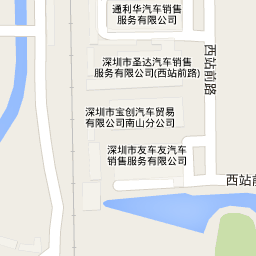 通利华汽车销售
服务有限公司
深圳市圣达汽车销售
服务有限公司(西站前路)
西站前路
深圳市宝创汽车贸易
有限公司南山分公司
深圳市友车友汽车
销售服务有限公司
西站前